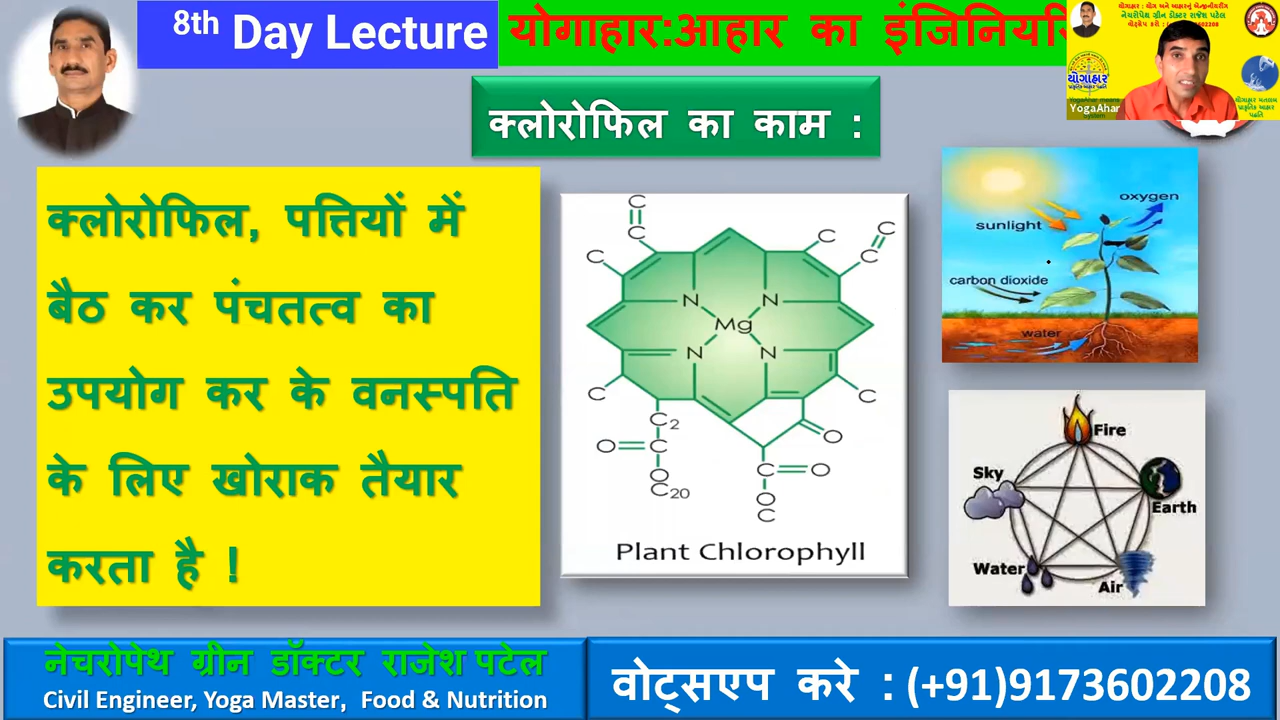 8th Day Lecture
योगाहार:आहार का
योगाहार
YogaAhar
क्लोरोफिल का काम :
क्लोरोफिल, पत्तियों में
बैठ कर पंचतत्व का
उपयोग कर के वनस्पति
के लिए खोराक तैयार
करता है !
C
C
C
C
C
C
N
N
Mg
N
N
C
C
C2
O
C
O
O
C20
C
O
O
C
Plant Chlorophyll
oxygen
sunlight
carbon dioxide
water
Fire
Sky
Earth
Water
Air
नेचरोपेथ ग्रीन डॉक्टर राजेश पटेल
Civil Engineer, Yoga Master, Food & Nutrition
वोट्सएप करे : (+91)9173602208